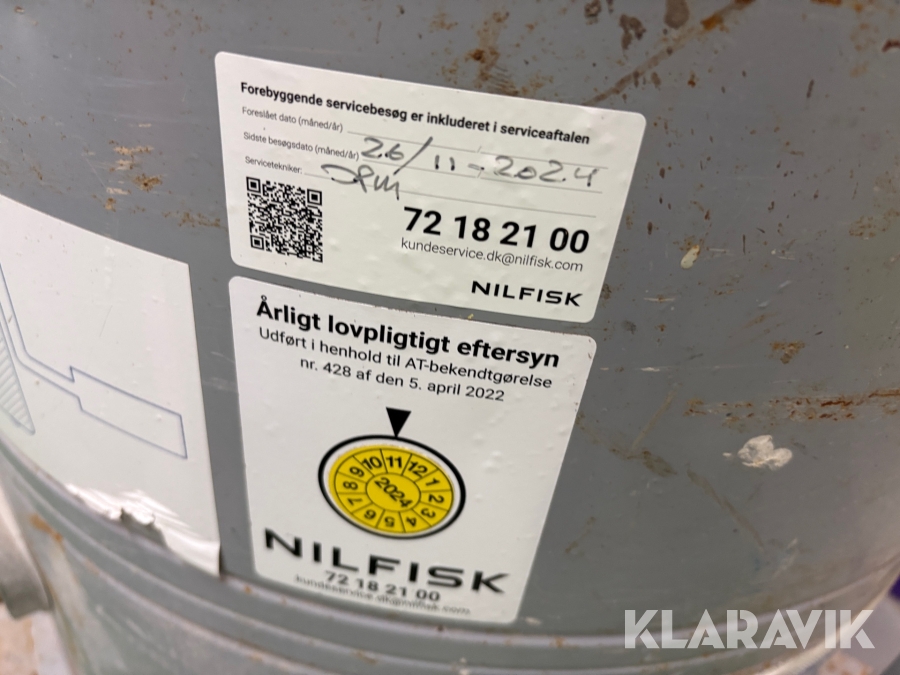 Forebyggende servicebesøg er inkluderet i serviceaftalen
Foreslået dato (måned/år)
Sidste besøgsdato (måned/år) 26/11-2024
Servicetekniker:
72 18 21 00
kundeservice.dk@nilfisk.com
NILFISK
Årligt lovpligtigt eftersyn
Udført i henhold til AT-bekendtgørelse
nr. 428 af den 5. april 2022
1 2 3 4 5 6 7 8 9 10 11 12
2024
NILFISK
72 18 21 00
kundeservice.dk@nilfisk.com
KLARAVIK